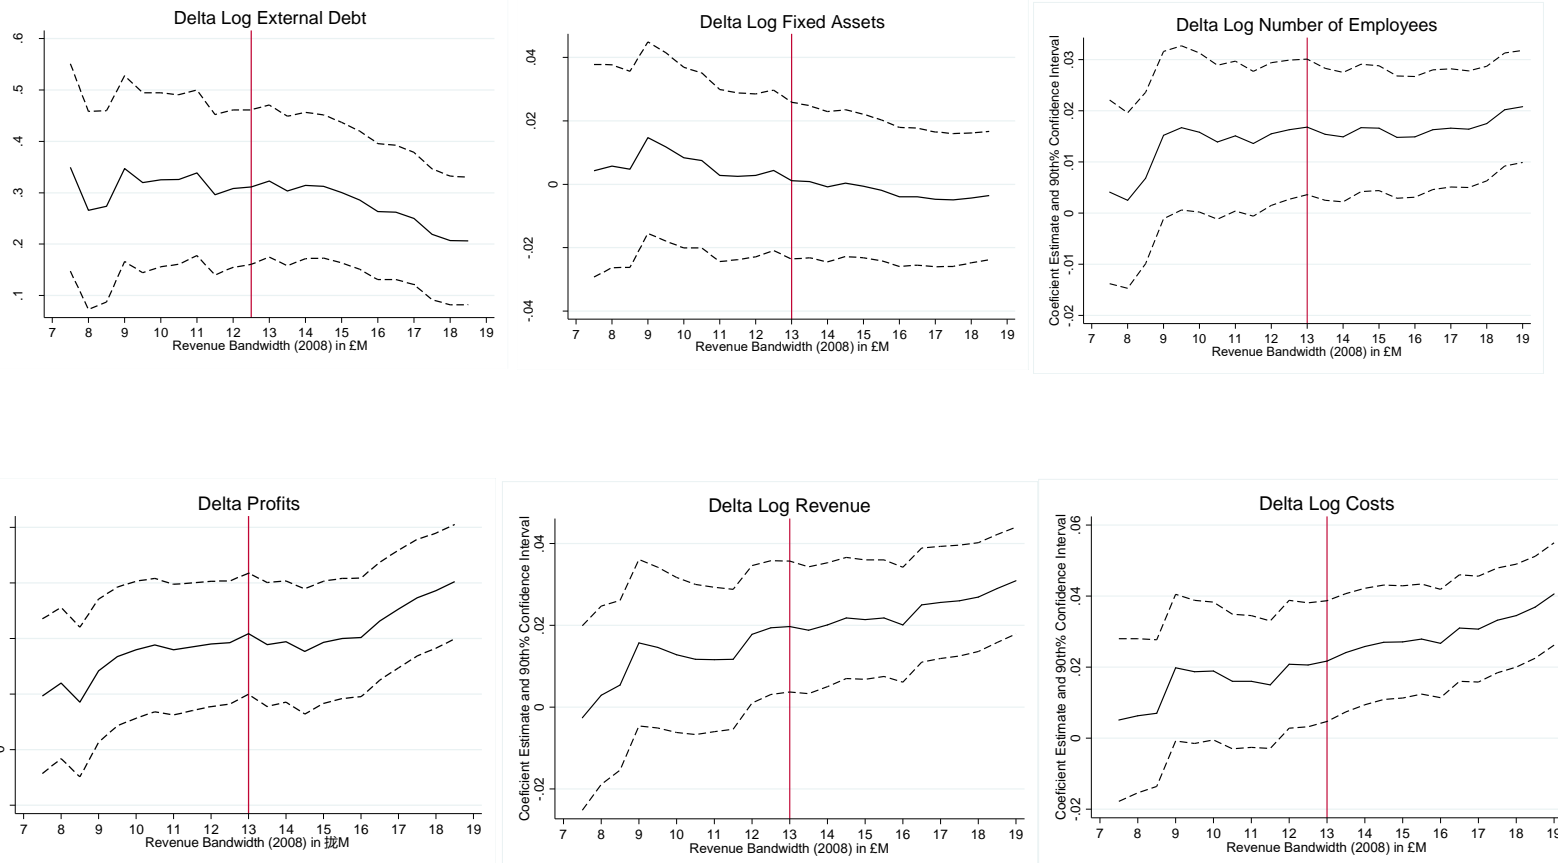 Delta Log External Debt
.6
.5
.4
.3
.2
.1
7 8 9 10 11 12 13 14 15 16 17 18 19
Revenue Bandwidth (2008) in £M
Delta Log Fixed Assets
.04
.02
0
-.02
-.04
7 8 9 10 11 12 13 14 15 16 17 18 19
Revenue Bandwidth (2008) in £M
Delta Log Number of Employees
Coeficient Estimate and 90th% Confidence Interval
.03
.02
.01
0
-.01
-.02
7 8 9 10 11 12 13 14 15 16 17 18 19
Revenue Bandwidth (2008) in £M
Delta Profits
0
7 8 9 10 11 12 13 14 15 16 17 18 19
Revenue Bandwidth (2008) in 拢M
Delta Log Revenue
Coeficient Estimate and 90th% Confidence Interval
.04
.02
0
-.02
7 8 9 10 11 12 13 14 15 16 17 18 19
Revenue Bandwidth (2008) in £M
Delta Log Costs
Coeficient Estimate and 90th% Confidence Interval
.06
.04
.02
0
-.02
7 8 9 10 11 12 13 14 15 16 17 18 19
Revenue Bandwidth (2008) in £M